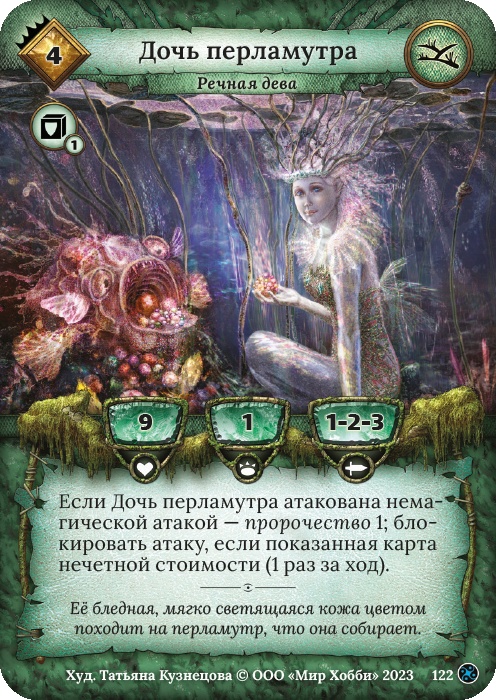 4
Дочь перламутра
Речная дева
1
9
1
1-2-3
Если Дочь перламутра атакована нема-
гической атакой — пророчество 1; бло-
кировать атаку, если показанная карта
нечетной стоимости (1 раз за ход).
Её бледная, мягко светящаяся кожа цветом
походит на перламутр, что она собирает.
Худ. Татьяна Кузнецова © ООО «Мир Хобби» 2023 122